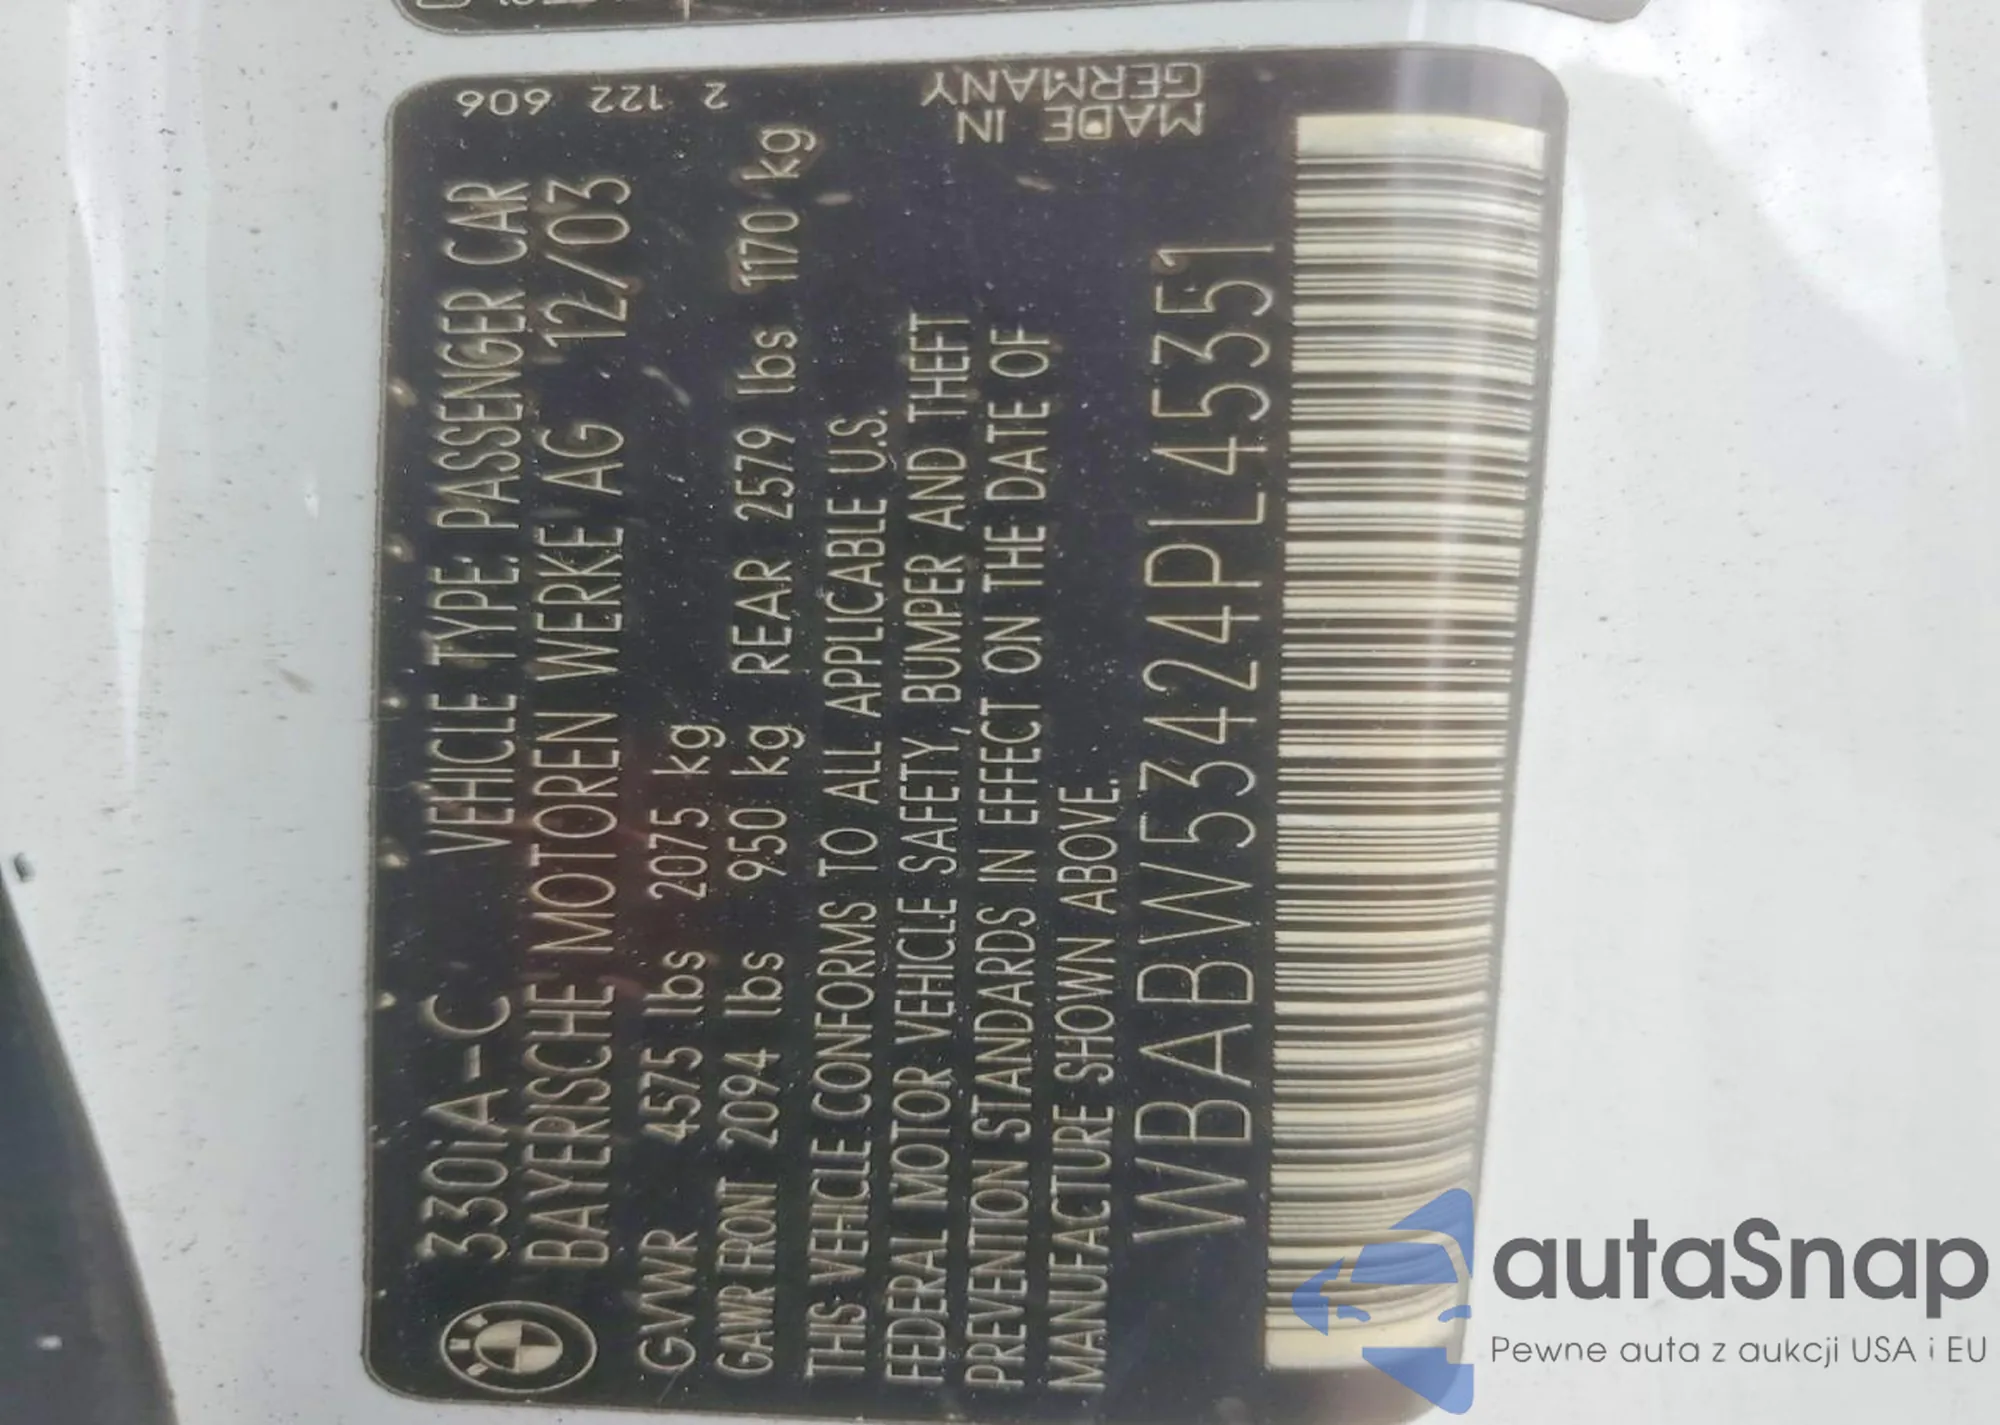 330iA-C VEHICLE TYPE: PASSENGER CAR
BAYERISCHE MOTOREN WERKE AG 12/03
GVWR 4575 lbs 2075 kg
GAWR FRONT 2094 lbs 950 kg REAR 2579 lbs 1170 kg
THIS VEHICLE CONFORMS TO ALL APPLICABLE U.S.
FEDERAL MOTOR VEHICLE SAFETY, BUMPER AND THEFT
PREVENTION STANDARDS IN EFFECT ON THE DATE OF
MANUFACTURE SHOWN ABOVE.
WBABW53424PL45351
2 122 606
MADE IN
GERMANY
autaSnap
Pewne auta z aukcji USA i EU